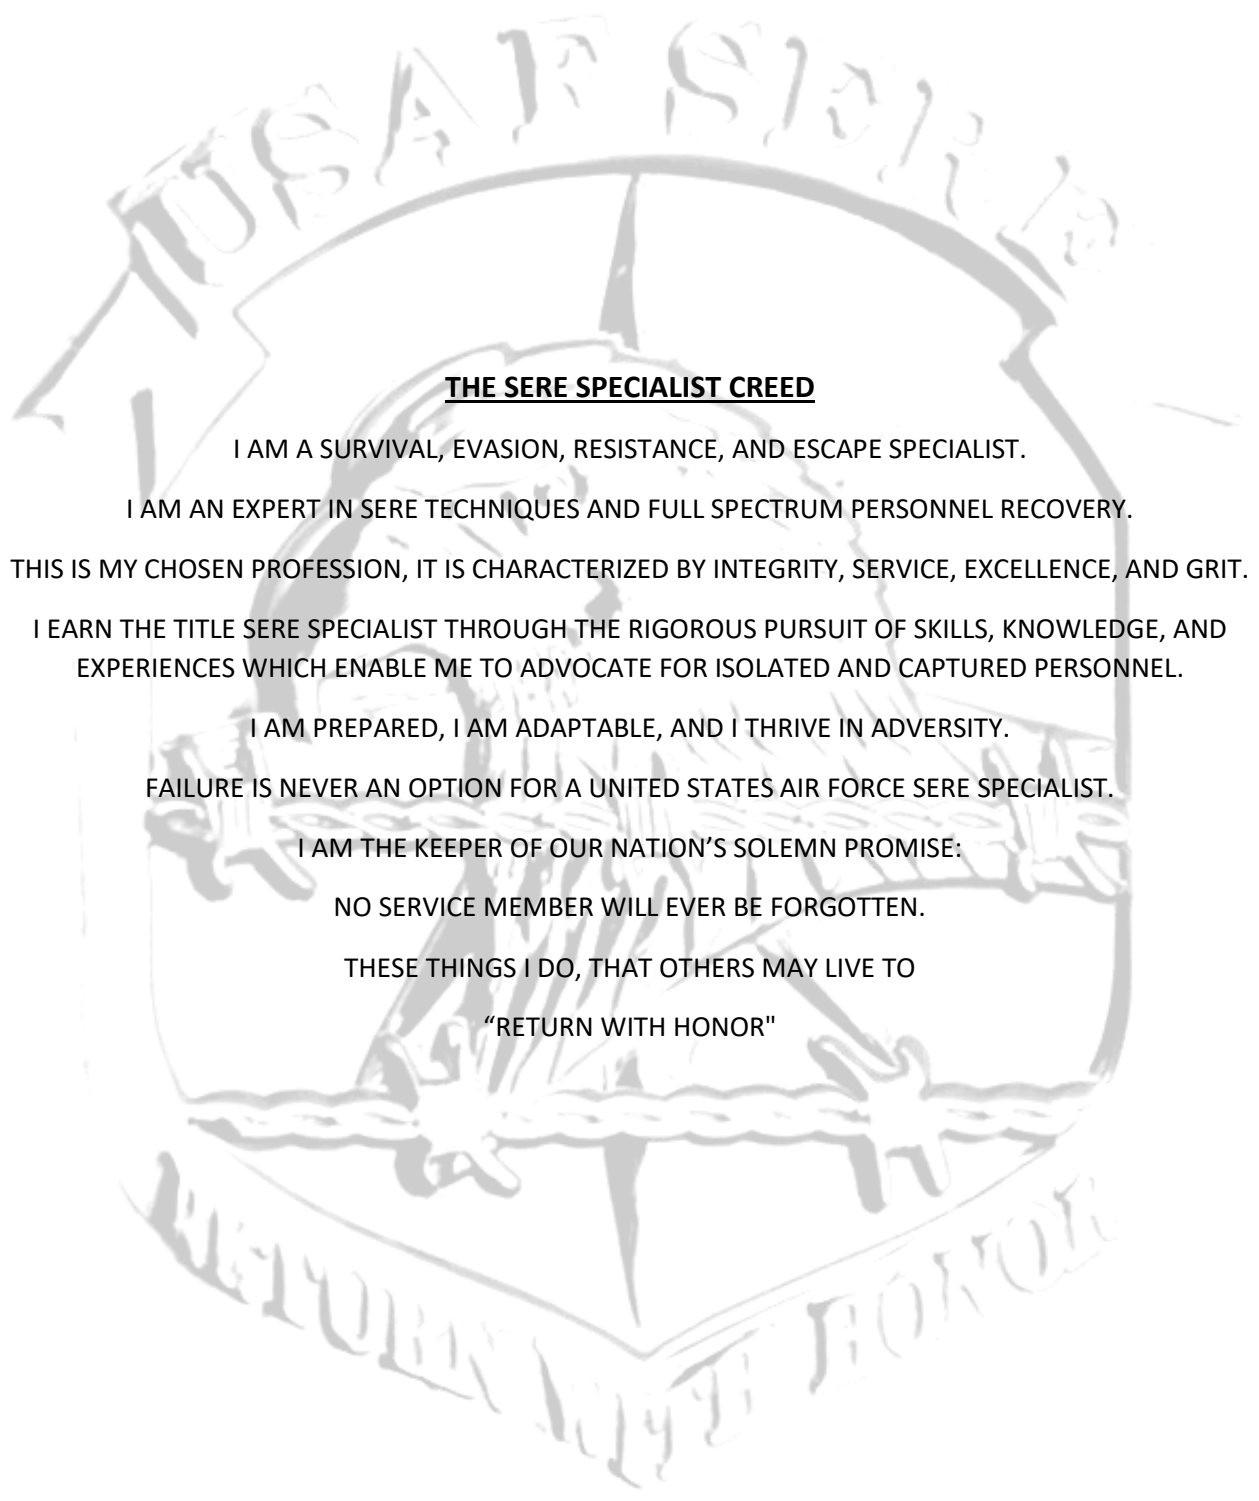 USAF SERE
THE SERE SPECIALIST CREED
I AM A SURVIVAL, EVASION, RESISTANCE, AND ESCAPE SPECIALIST.
I AM AN EXPERT IN SERE TECHNIQUES AND FULL SPECTRUM PERSONNEL RECOVERY.
THIS IS MY CHOSEN PROFESSION, IT IS CHARACTERIZED BY INTEGRITY, SERVICE, EXCELLENCE, AND GRIT.
I EARN THE TITLE SERE SPECIALIST THROUGH THE RIGOROUS PURSUIT OF SKILLS, KNOWLEDGE, AND
EXPERIENCES WHICH ENABLE ME TO ADVOCATE FOR ISOLATED AND CAPTURED PERSONNEL.
I AM PREPARED, I AM ADAPTABLE, AND I THRIVE IN ADVERSITY.
FAILURE IS NEVER AN OPTION FOR A UNITED STATES AIR FORCE SERE SPECIALIST.
I AM THE KEEPER OF OUR NATION’S SOLEMN PROMISE:
NO SERVICE MEMBER WILL EVER BE FORGOTTEN.
THESE THINGS I DO, THAT OTHERS MAY LIVE TO
“RETURN WITH HONOR"
RETURN WITH HONOR